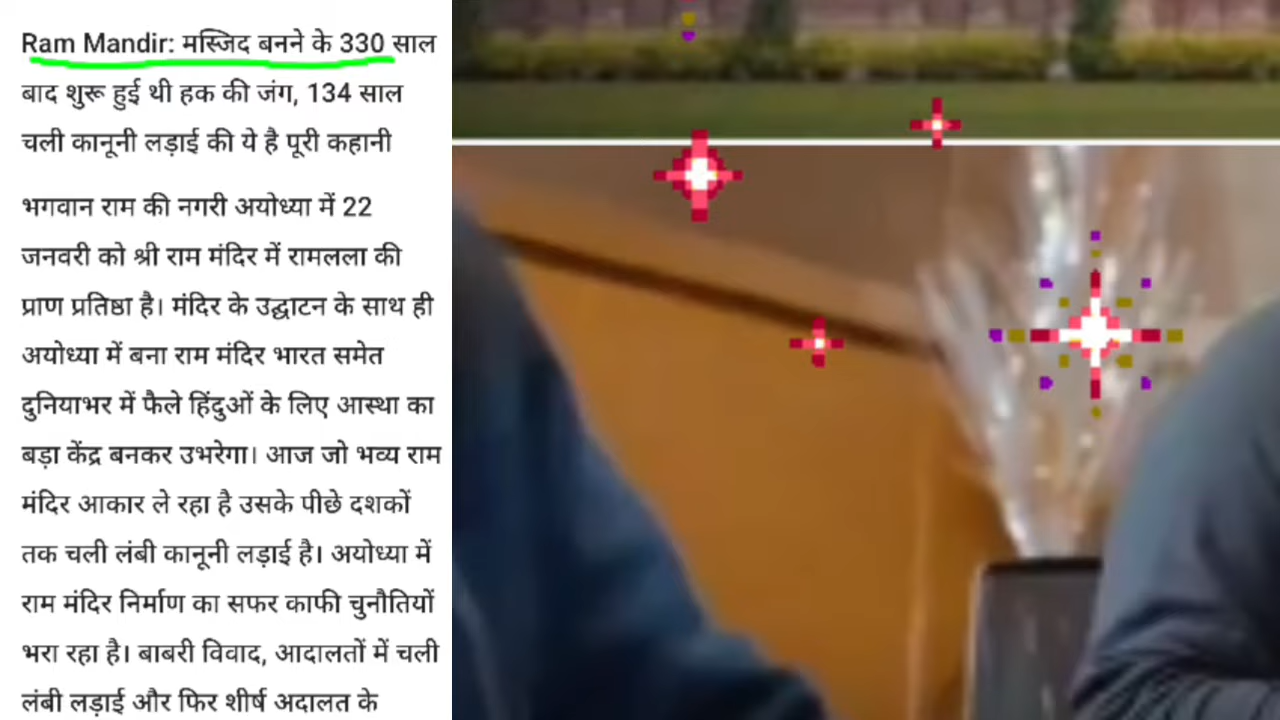 Ram Mandir: मस्जिद बनने के 330 साल
बाद शुरू हुई थी हक की जंग, 134 साल
चली कानूनी लड़ाई की ये है पूरी कहानी
भगवान राम की नगरी अयोध्या में 22
जनवरी को श्री राम मंदिर में रामलला की
प्राण प्रतिष्ठा है। मंदिर के उद्घाटन के साथ ही
अयोध्या में बना राम मंदिर भारत समेत
दुनियाभर में फैले हिंदुओं के लिए आस्था का
बड़ा केंद्र बनकर उभरेगा। आज जो भव्य राम
मंदिर आकार ले रहा है उसके पीछे दशकों
तक चली लंबी कानूनी लड़ाई है। अयोध्या में
राम मंदिर निर्माण का सफर काफी चुनौतियों
भरा रहा है। बाबरी विवाद, आदालतों में चली
लंबी लड़ाई और फिर शीर्ष अदालत के